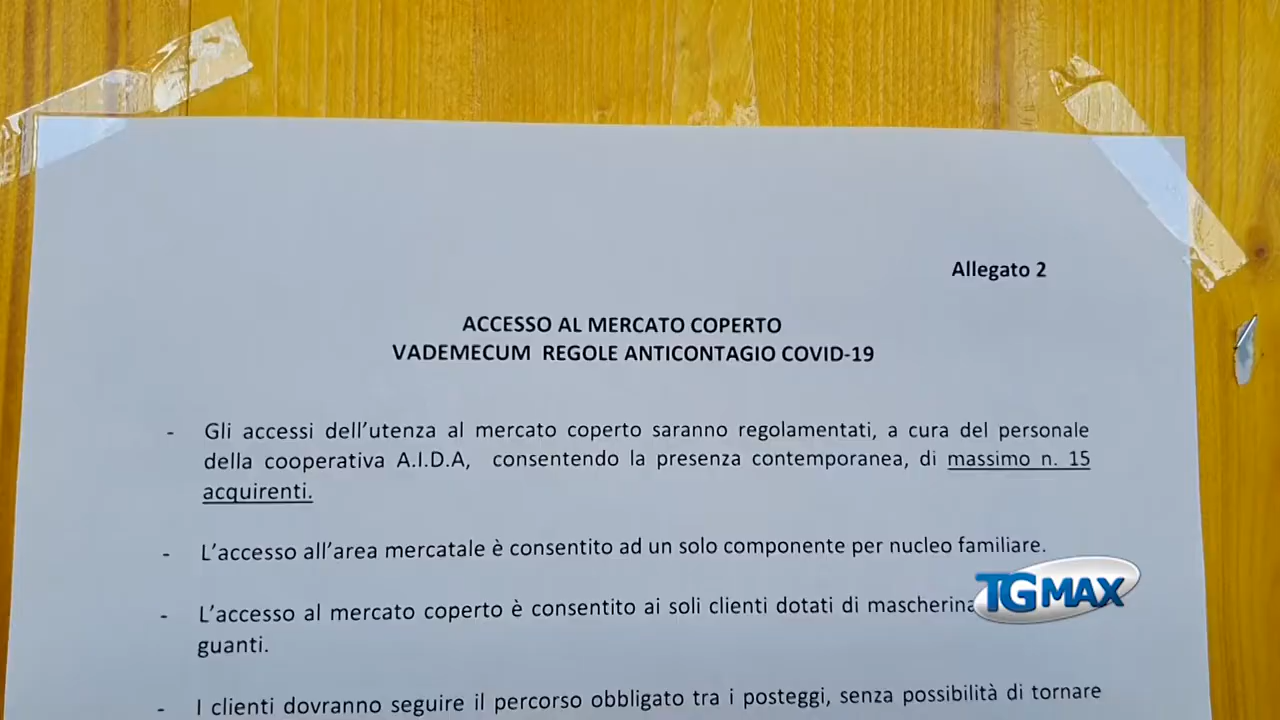 Allegato 2
ACCESSO AL MERCATO COPERTO
VADEMECUM REGOLE ANTICONTAGIO COVID-19
- Gli accessi dell'utenza al mercato coperto saranno regolamentati, a cura del personale
della cooperativa A.I.D.A, consentendo la presenza contemporanea, di massimo n. 15
acquirenti.
- L'accesso all'area mercatale è consentito ad un solo componente per nucleo familiare.
- L'accesso al mercato coperto è consentito ai soli clienti dotati di mascherina
guanti.
- I clienti dovranno seguire il percorso obbligato tra i posteggi, senza possibilità di tornare
TGMAX